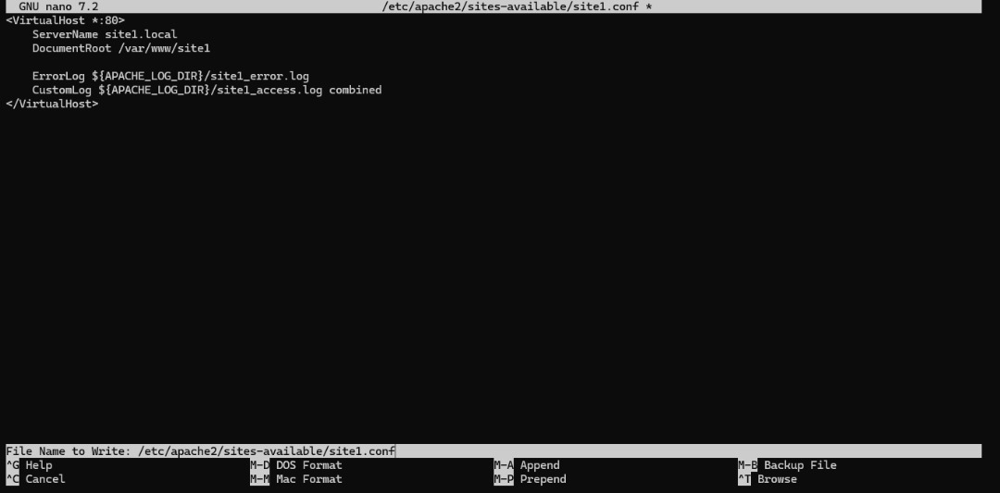 GNU nano 7.2 /etc/apache2/sites-available/site1.conf *
<VirtualHost *:80>
    ServerName site1.local
    DocumentRoot /var/www/site1

    ErrorLog ${APACHE_LOG_DIR}/site1_error.log
    CustomLog ${APACHE_LOG_DIR}/site1_access.log combined
</VirtualHost>
File Name to Write: /etc/apache2/sites-available/site1.conf
^G Help M-D DOS Format M-A Append M-B Backup File
^C Cancel M-M Mac Format M-P Prepend ^T Browse